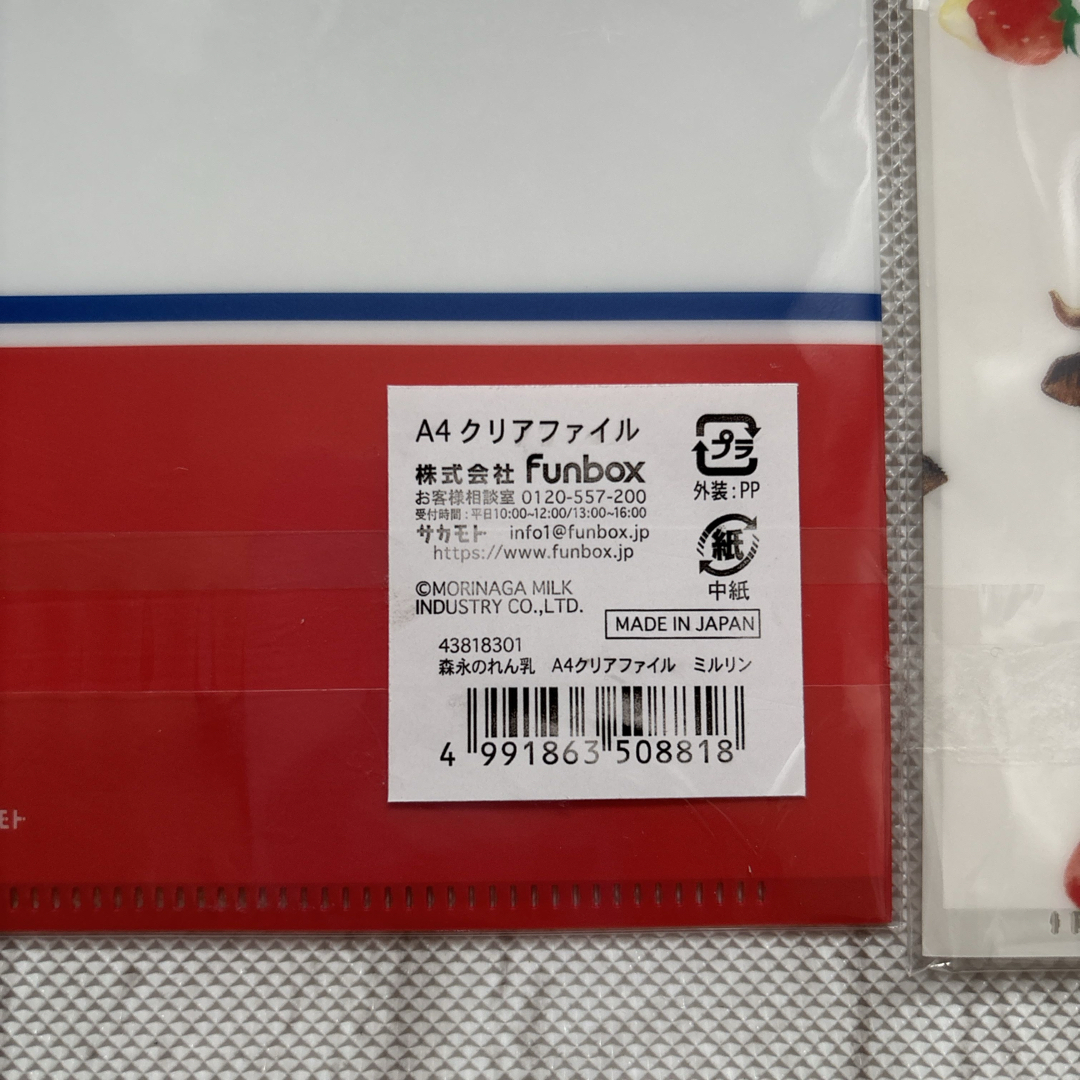 A4 クリアファイル
株式会社 funbox
お客様相談室 0120-557-200
受付時間:平日10:00~12:00/13:00~16:00
サカモト info1@funbox.jp
https://www.funbox.jp
プラ
外装:PP
紙
中紙
©MORINAGA MILK
INDUSTRY CO.,LTD.
MADE IN JAPAN
43818301
森永のれん乳 A4クリアファイル ミルリン
4 991863 508818
モト